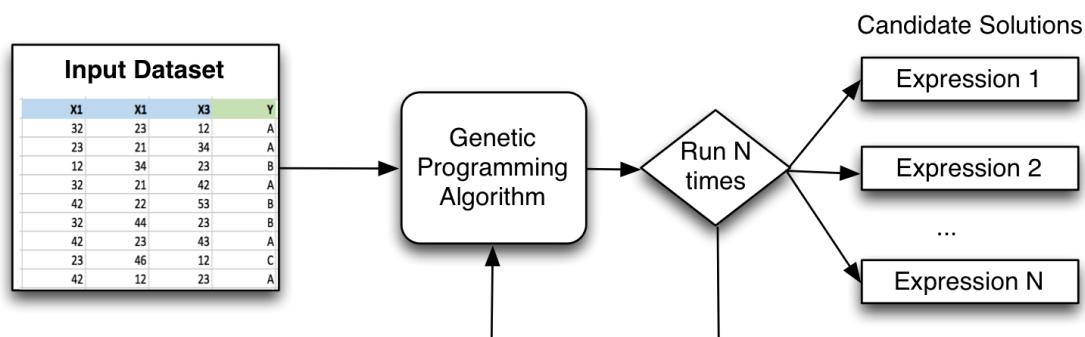 Candidate Solutions
Input Dataset
X1 X1 X3 Y
32 23 12 A
23 21 34 A
12 34 23 B
32 21 42 A
42 22 53 B
32 44 23 B
42 23 43 A
23 46 12 C
42 12 23 A
Genetic
Programming
Algorithm
Run N
times
Expression 1
Expression 2
...
Expression N